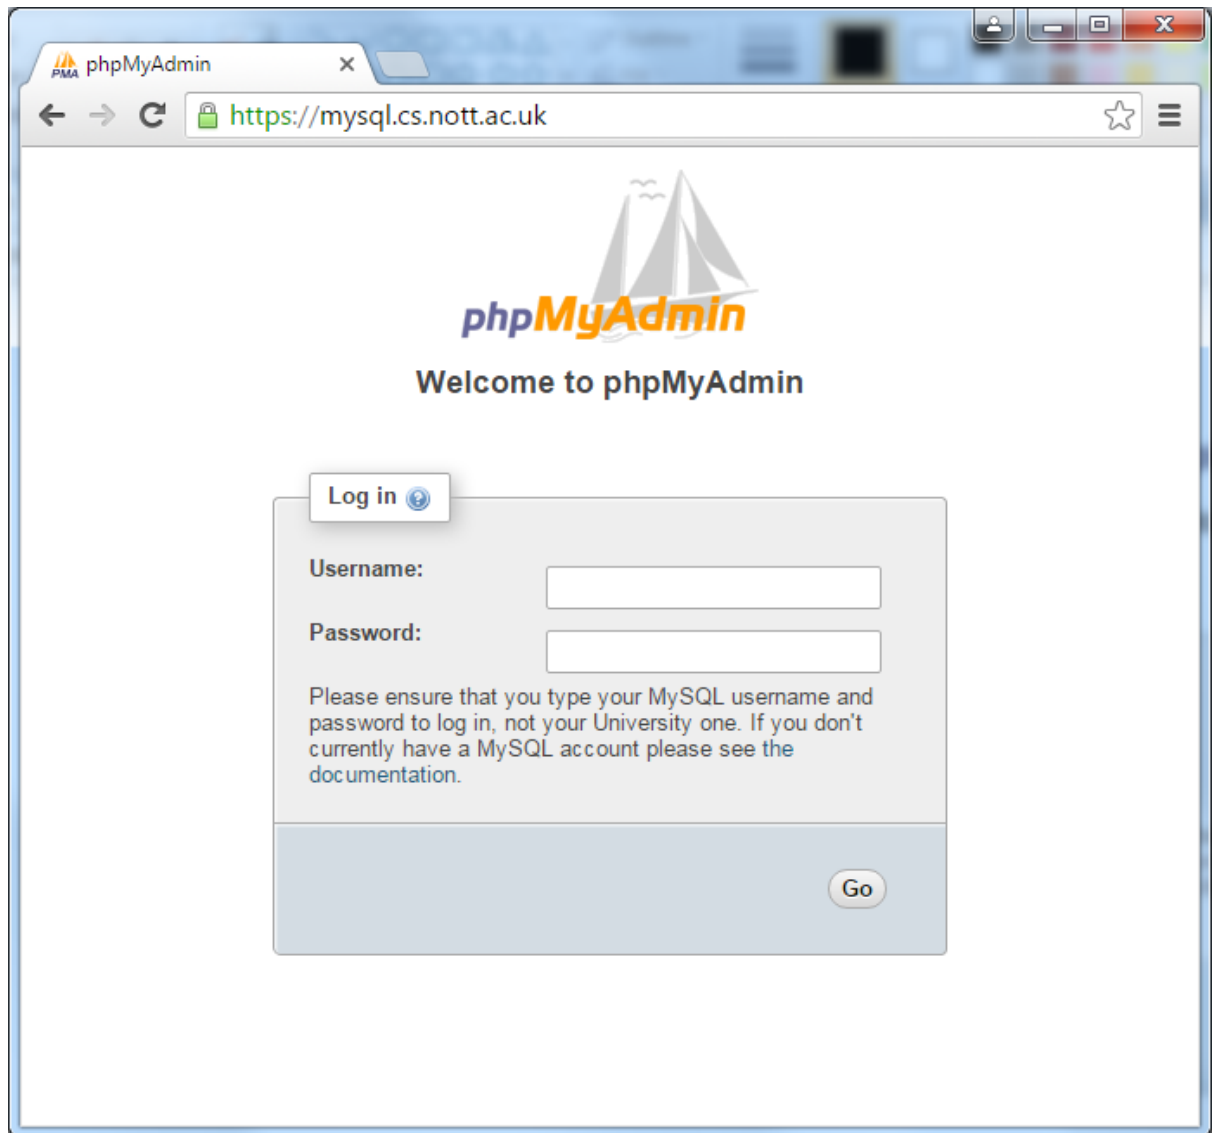 PMA phpMyAdmin
https://mysql.cs.nott.ac.uk
phpMyAdmin
Welcome to phpMyAdmin
Log in
Username:
Password:
Please ensure that you type your MySQL username and
password to log in, not your University one. If you don't
currently have a MySQL account please see the
documentation.
Go